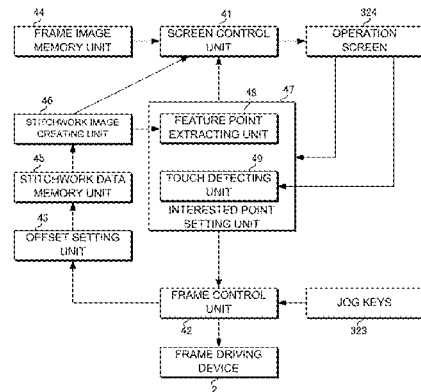 44
FRAME IMAGE
MEMORY UNIT
41
SCREEN CONTROL
UNIT
324
OPERATION
SCREEN
46
STITCHWORK IMAGE
CREATING UNIT
47
48
FEATURE POINT
EXTRACTING UNIT
45
STITCHWORK DATA
MEMORY UNIT
49
TOUCH DETECTING
UNIT
INTERESTED POINT
SETTING UNIT
43
OFFSET SETTING
UNIT
FRAME CONTROL
UNIT
42
JOG KEYS
323
FRAME DRIVING
DEVICE
2